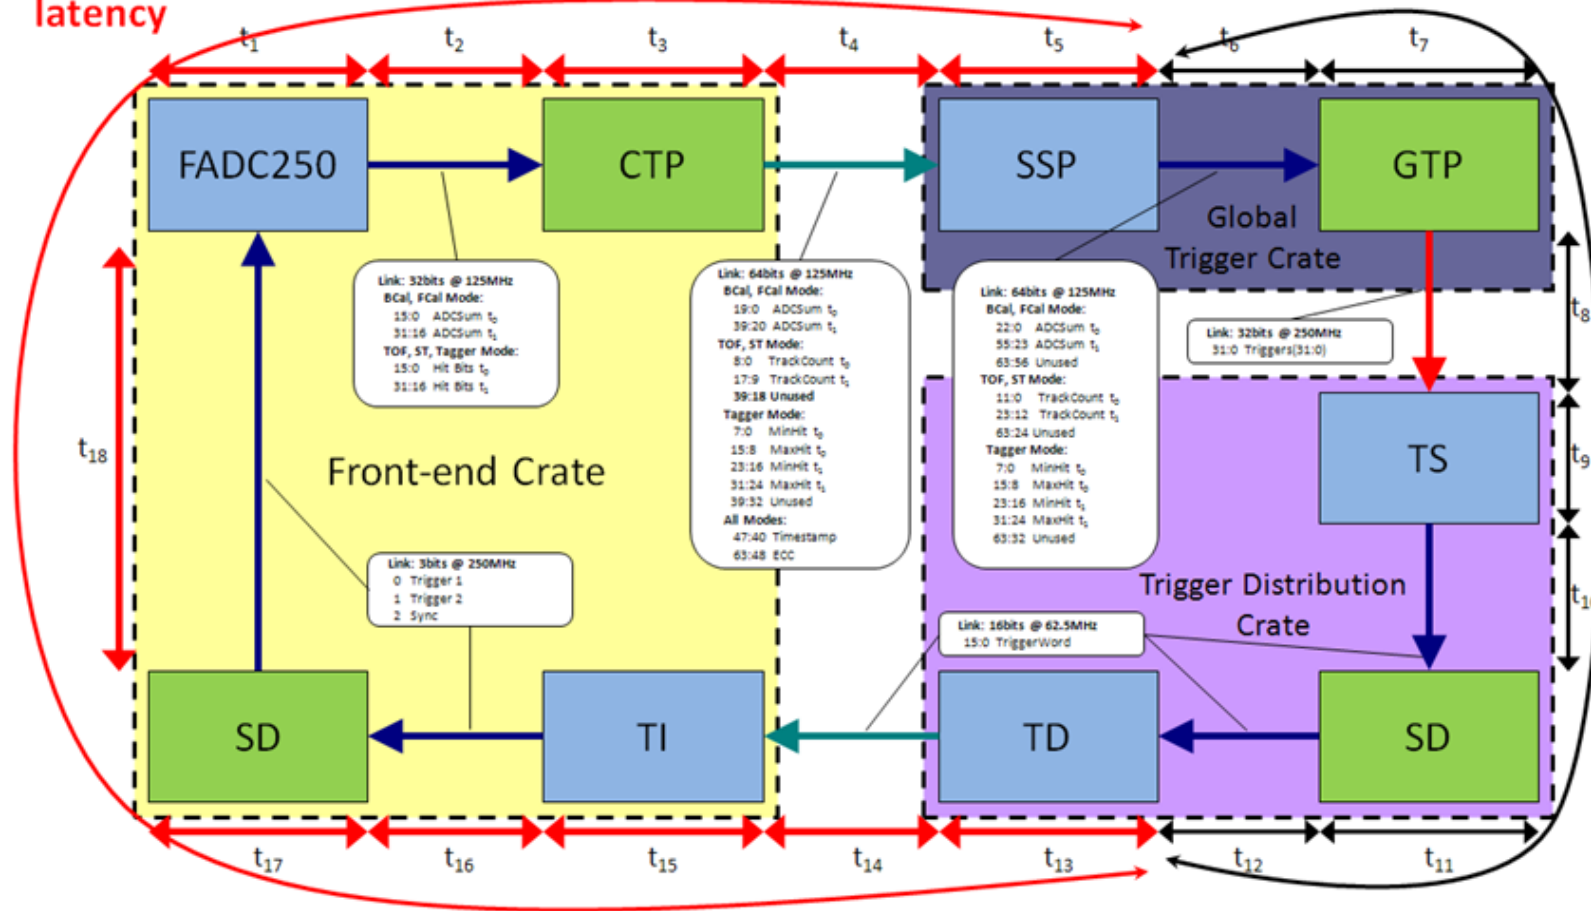 latency
t1
t2
t3
t4
t5
t6
t7
FADC250
CTP
SSP
GTP
Global
Trigger Crate
Link: 32bits @ 125MHz
BCal, FCal Mode:
15:0 ADCSum t0
31:16 ADCSum t1
TOF, ST, Tagger Mode:
15:0 Hit Bits t0
31:16 Hit Bits t1
Link: 64bits @ 125MHz
BCal, FCal Mode:
19:0 ADCSum t0
39:20 ADCSum t1
TOF, ST Mode:
8:0 TrackCount t0
17:9 TrackCount t1
39:18 Unused
Tagger Mode:
7:0 MinHit t0
15:8 MaxHit t0
23:16 MinHit t1
31:24 MaxHit t1
39:32 Unused
All Modes:
47:40 Timestamp
63:48 ECC
Link: 64bits @ 125MHz
BCal, FCal Mode:
22:0 ADCSum t0
55:23 ADCSum t1
63:56 Unused
TOF, ST Mode:
11:0 TrackCount t0
23:12 TrackCount t1
63:24 Unused
Tagger Mode:
7:0 MinHit t0
15:8 MaxHit t0
23:16 MinHit t1
31:24 MaxHit t1
63:32 Unused
Link: 32bits @ 250MHz
31:0 Triggers(31:0)
t8
t18
Front-end Crate
TS
t9
Link: 3bits @ 250MHz
0 Trigger 1
1 Trigger 2
2 Sync
Trigger Distribution
Crate
Link: 16bits @ 62.5MHz
15:0 TriggerWord
SD
TI
TD
SD
t17
t16
t15
t14
t13
t12
t11